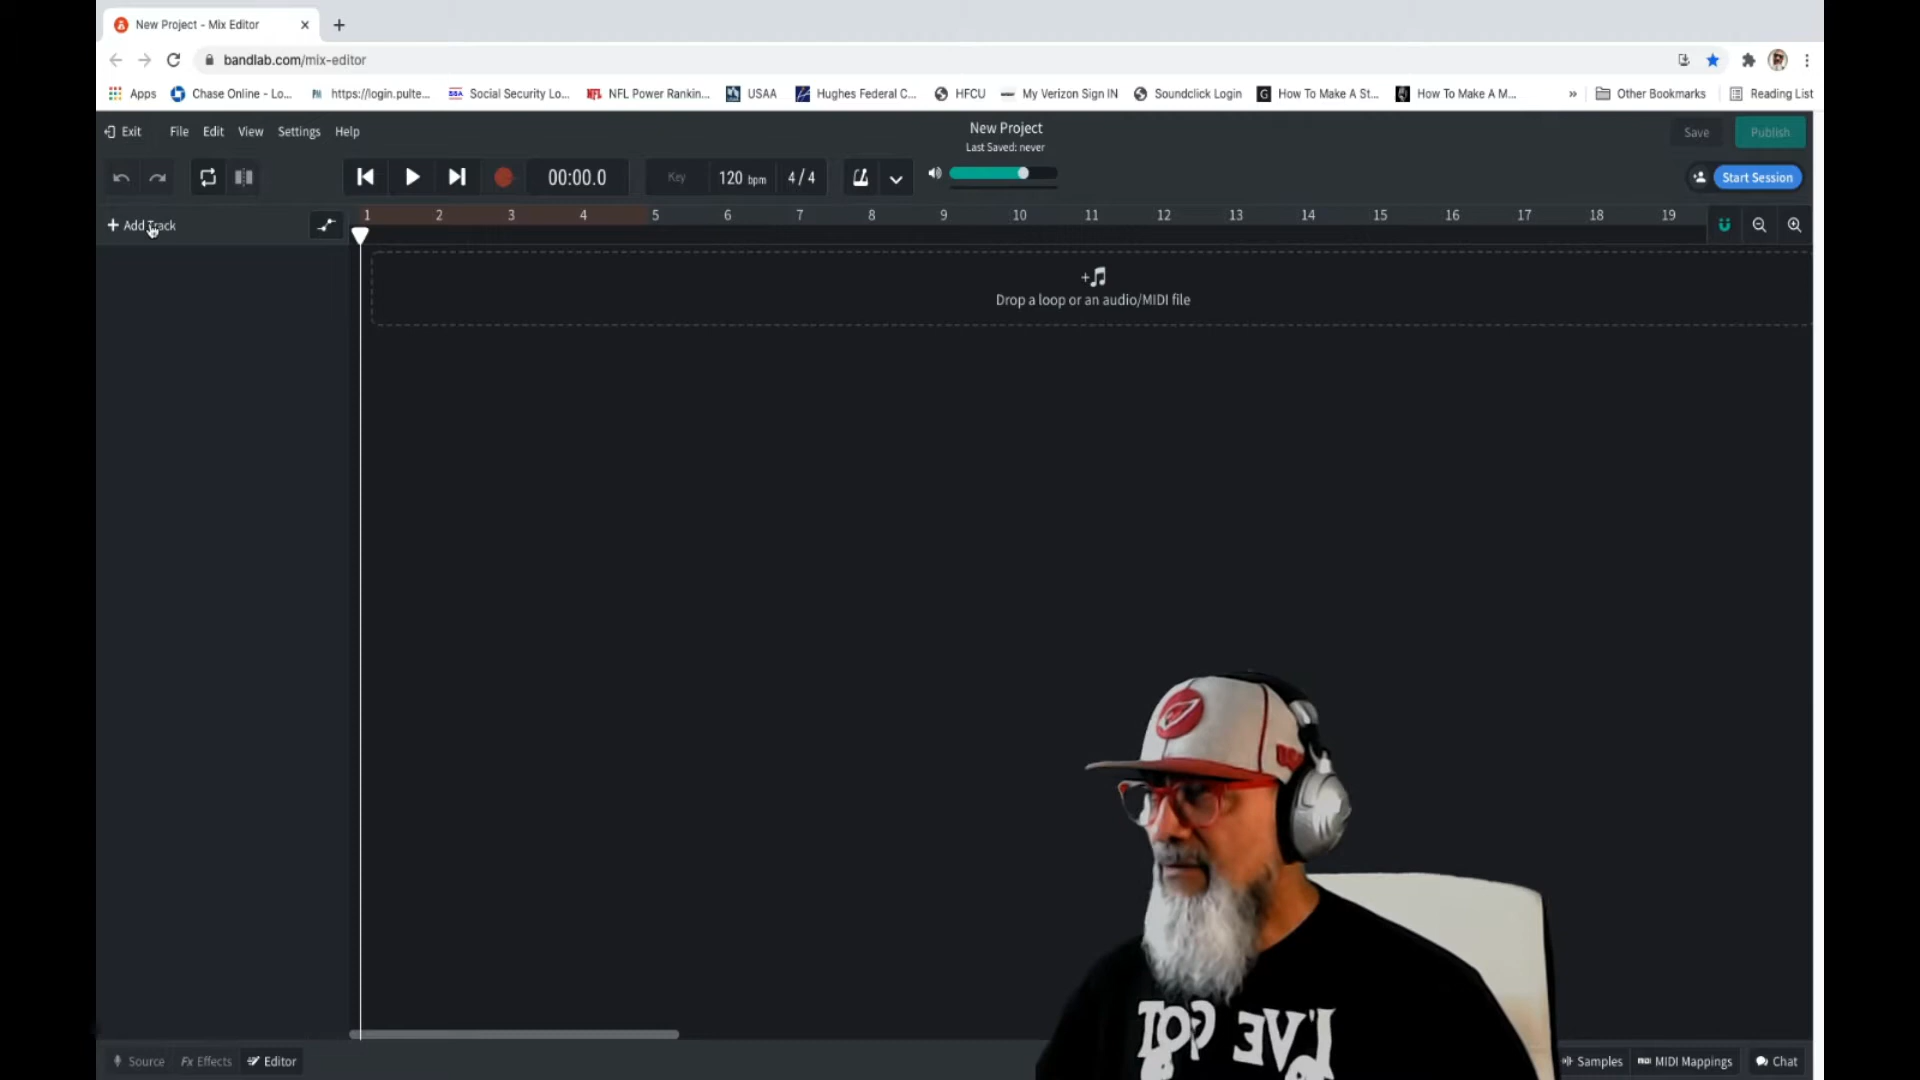 New Project - Mix Editor
bandlab.com/mix-editor
Apps Chase Online - Lo... https://login.pulte... Social Security Lo... NFL Power Rankin... USAA Hughes Federal C... HFCU My Verizon Sign IN Soundclick Login How To Make A St... How To Make A M... » Other Bookmarks Reading List
Exit File Edit View Settings Help
New Project
Last Saved: never
Save Publish
00:00.0 Key 120 bpm 4/4
Start Session
+ Add Track
1 2 3 4 5 6 7 8 9 10 11 12 13 14 15 16 17 18 19
Drop a loop or an audio/MIDI file
I'VE GOT
Source Fx Effects Editor
Samples MIDI Mappings Chat